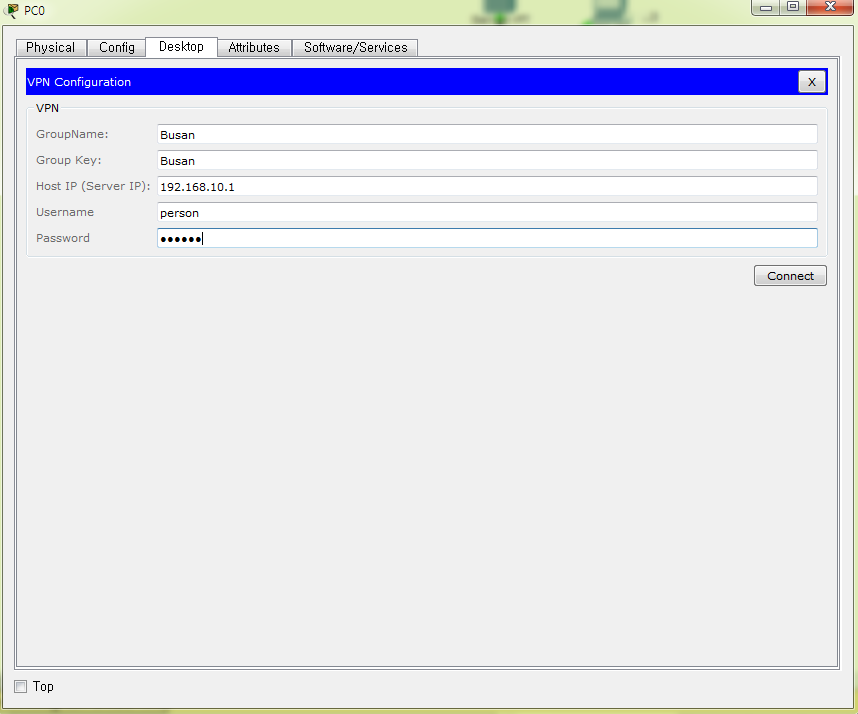 PC0
Physical Config Desktop Attributes Software/Services
VPN Configuration X
VPN
GroupName: Busan
Group Key: Busan
Host IP (Server IP): 192.168.10.1
Username person
Password ●●●●●●
Connect
Top